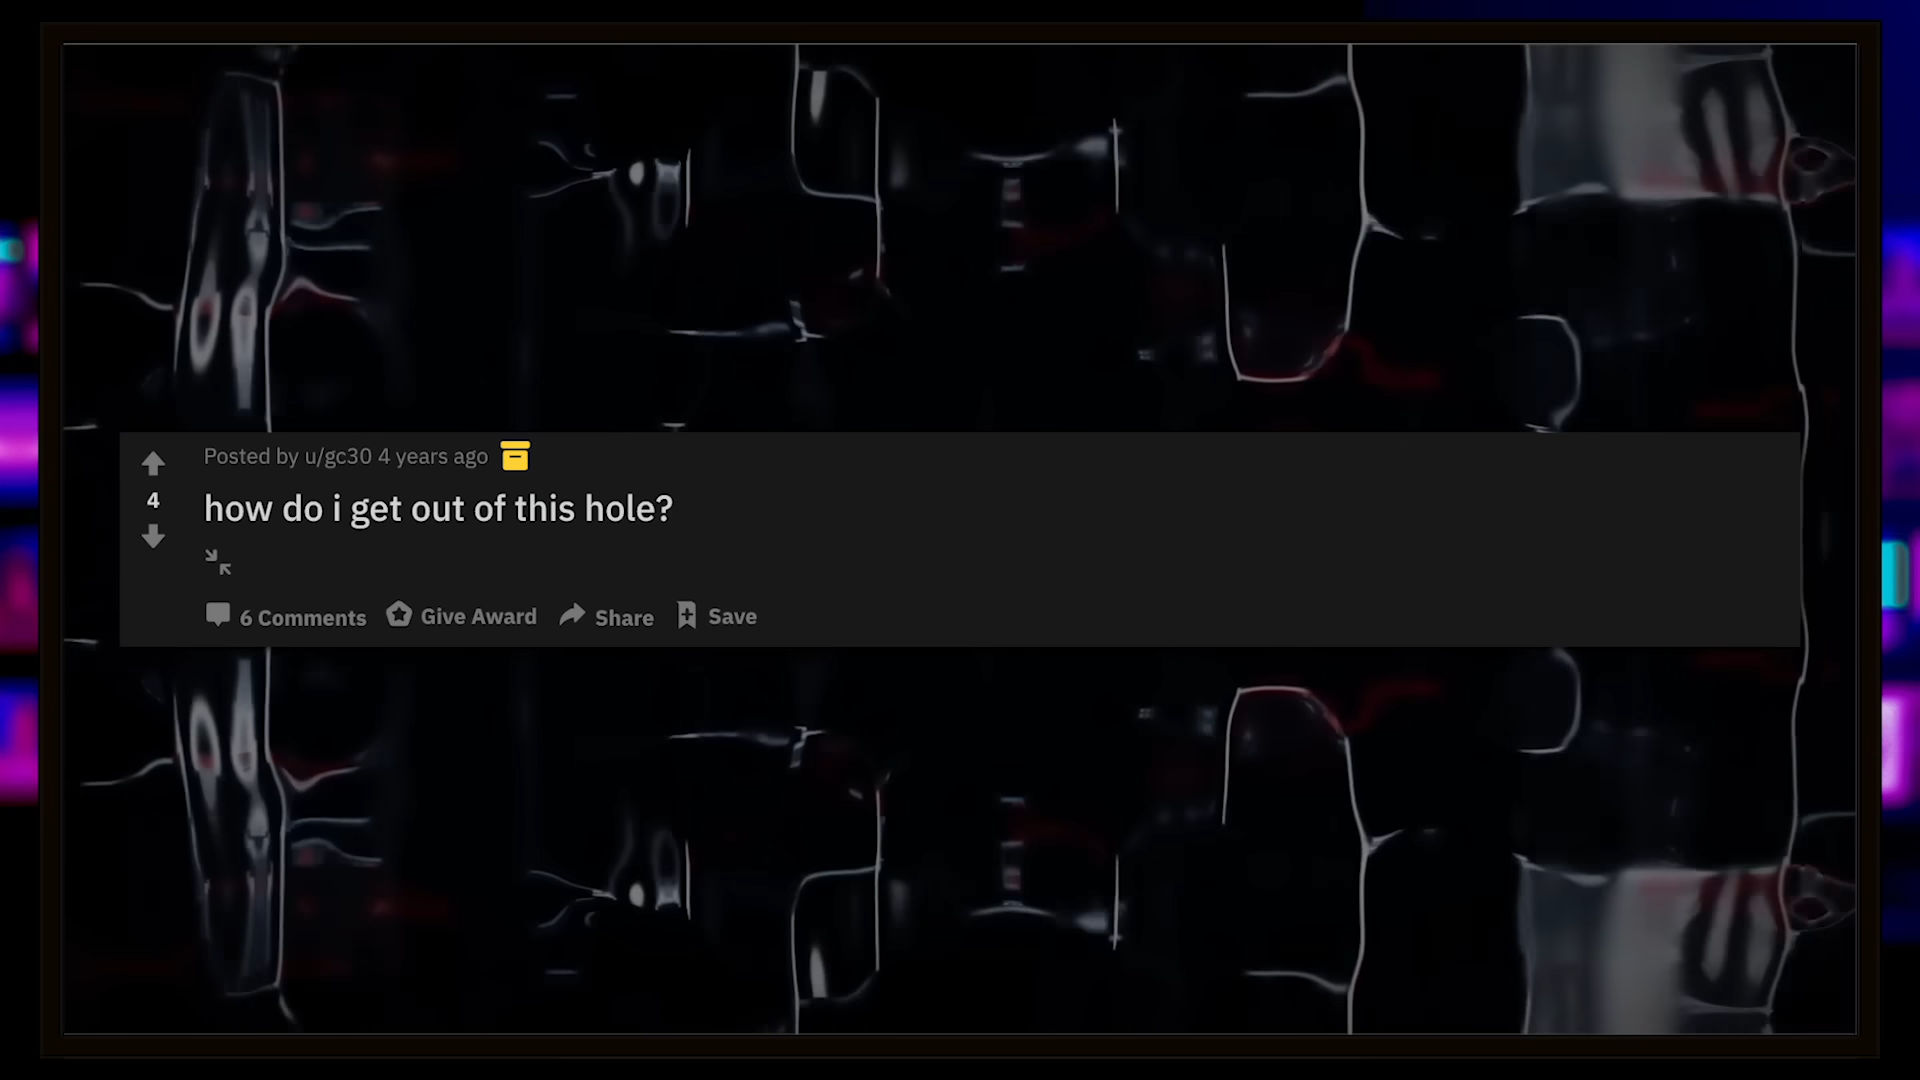 Posted by u/gc30 4 years ago
4
how do i get out of this hole?
6 Comments Give Award Share Save